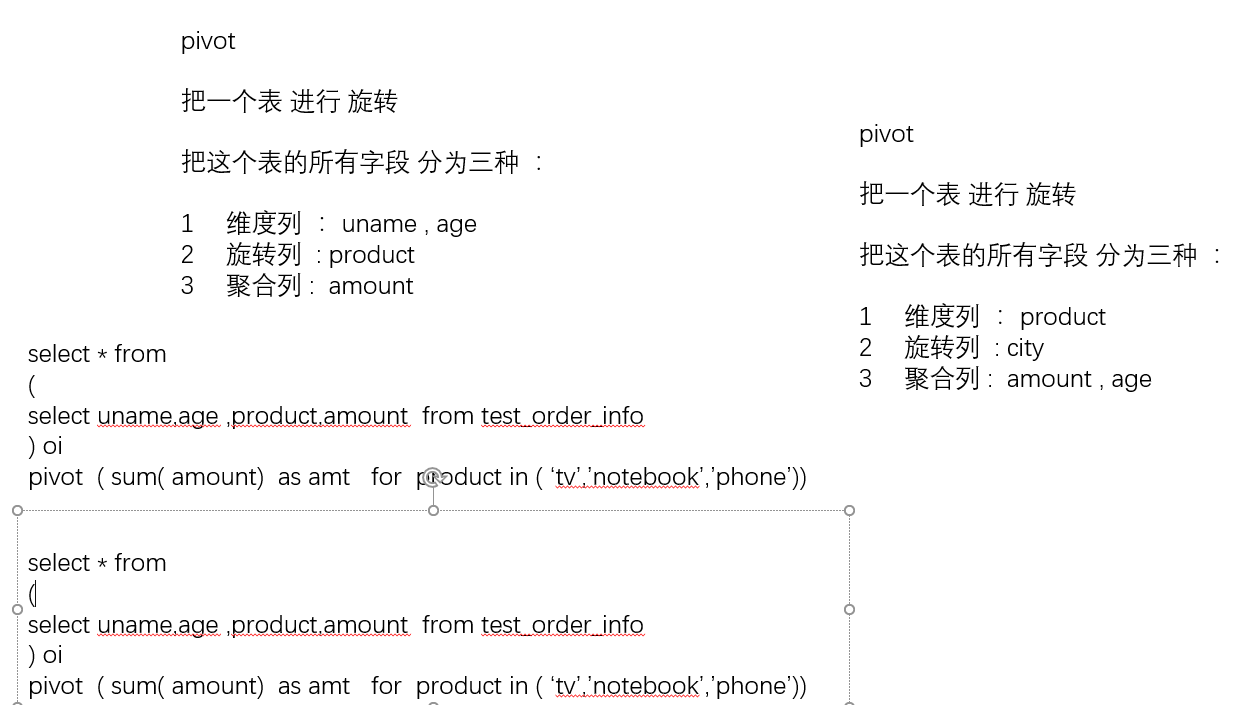 pivot
把一个表 进行 旋转
把这个表的所有字段 分为三种 ：
1 维度列 ： uname , age
2 旋转列 : product
3 聚合列 : amount
select * from
(
select uname,age ,product,amount from test_order_info
) oi
pivot ( sum( amount) as amt for product in ( ‘tv’,’notebook’,’phone’))
select * from
(
select uname,age ,product,amount from test_order_info
) oi
pivot ( sum( amount) as amt for product in ( ‘tv’,’notebook’,’phone’))
pivot
把一个表 进行 旋转
把这个表的所有字段 分为三种 ：
1 维度列 ： product
2 旋转列 : city
3 聚合列 : amount , age